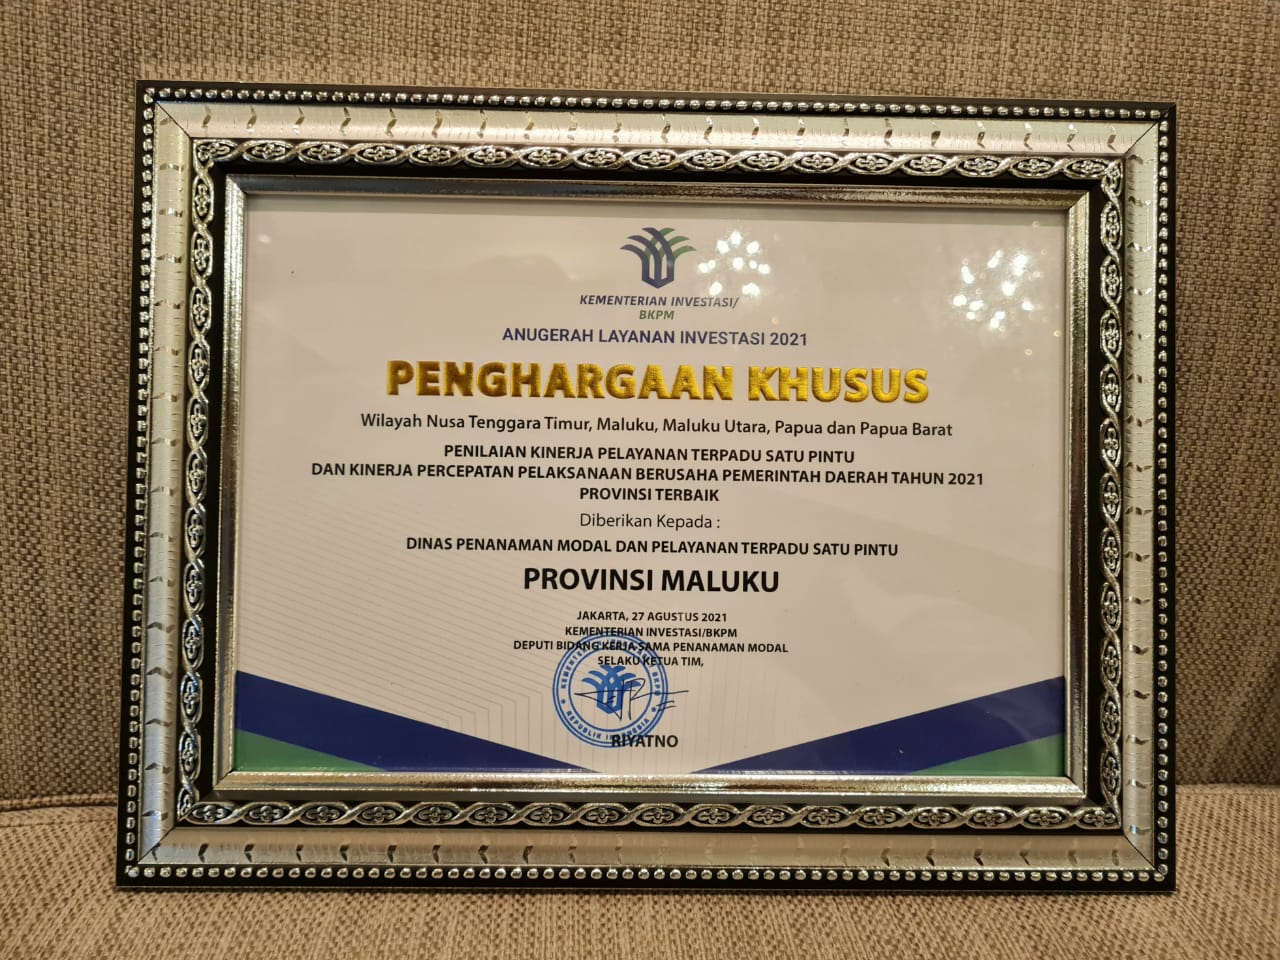 KEMENTERIAN INVESTASI/
BKPM
ANUGERAH LAYANAN INVESTASI 2021
PENGHARGAAN KHUSUS
Wilayah Nusa Tenggara Timur, Maluku, Maluku Utara, Papua dan Papua Barat
PENILAIAN KINERJA PELAYANAN TERPADU SATU PINTU
DAN KINERJA PERCEPATAN PELAKSANAAN BERUSAHA PEMERINTAH DAERAH TAHUN 2021
PROVINSI TERBAIK
Diberikan Kepada :
DINAS PENANAMAN MODAL DAN PELAYANAN TERPADU SATU PINTU
PROVINSI MALUKU
JAKARTA, 27 AGUSTUS 2021
KEMENTERIAN INVESTASI/BKPM
DEPUTI BIDANG KERJA SAMA PENANAMAN MODAL
SELAKU KETUA TIM,
REPUBLIK INDONESIA
RIYATNO